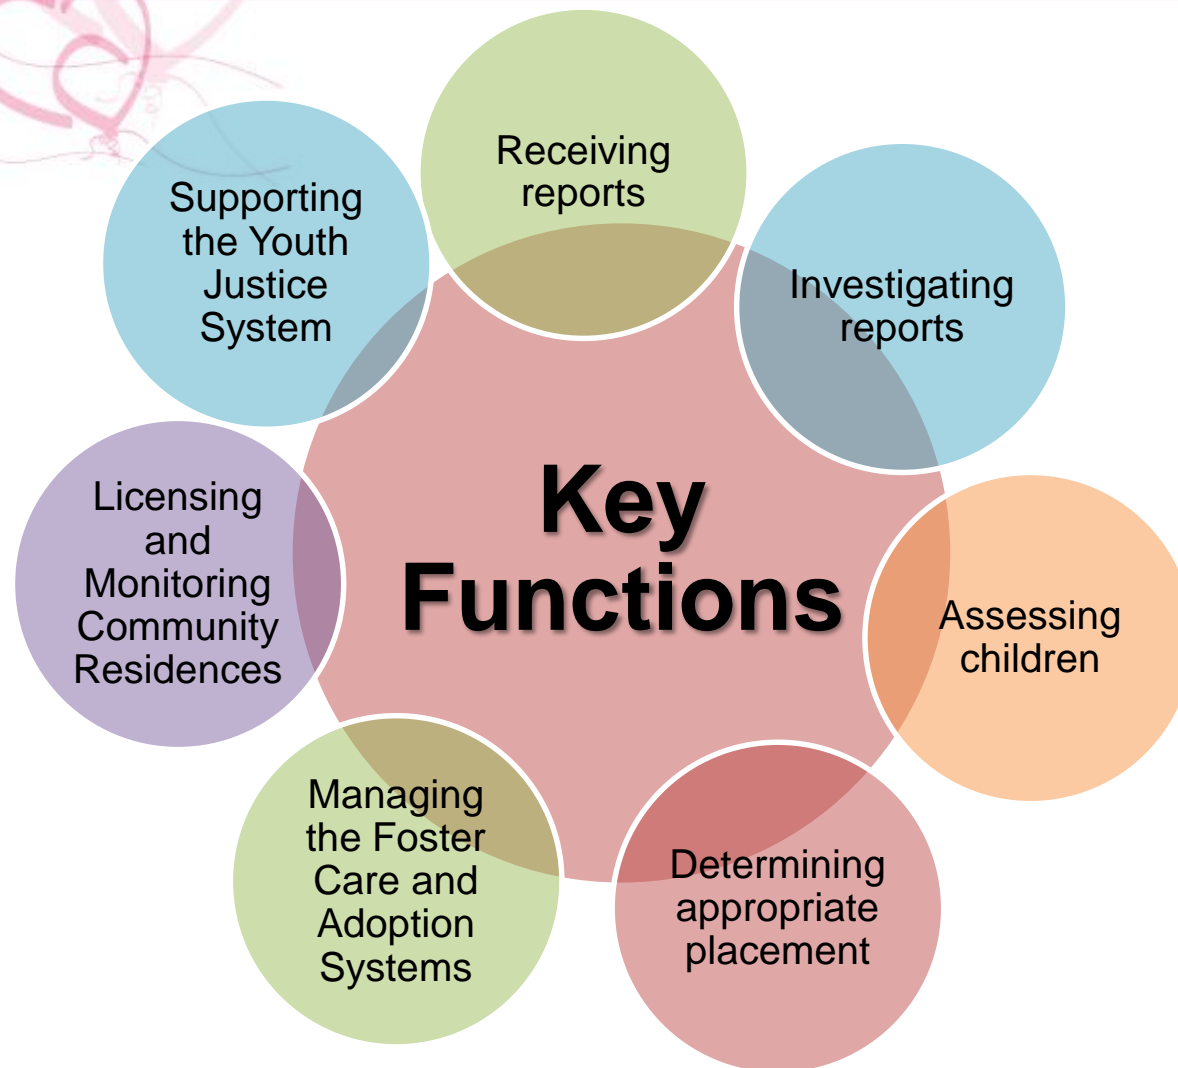 Key
Functions
Receiving
reports
Investigating
reports
Assessing
children
Determining
appropriate
placement
Managing
the Foster
Care and
Adoption
Systems
Licensing
and
Monitoring
Community
Residences
Supporting
the Youth
Justice
System